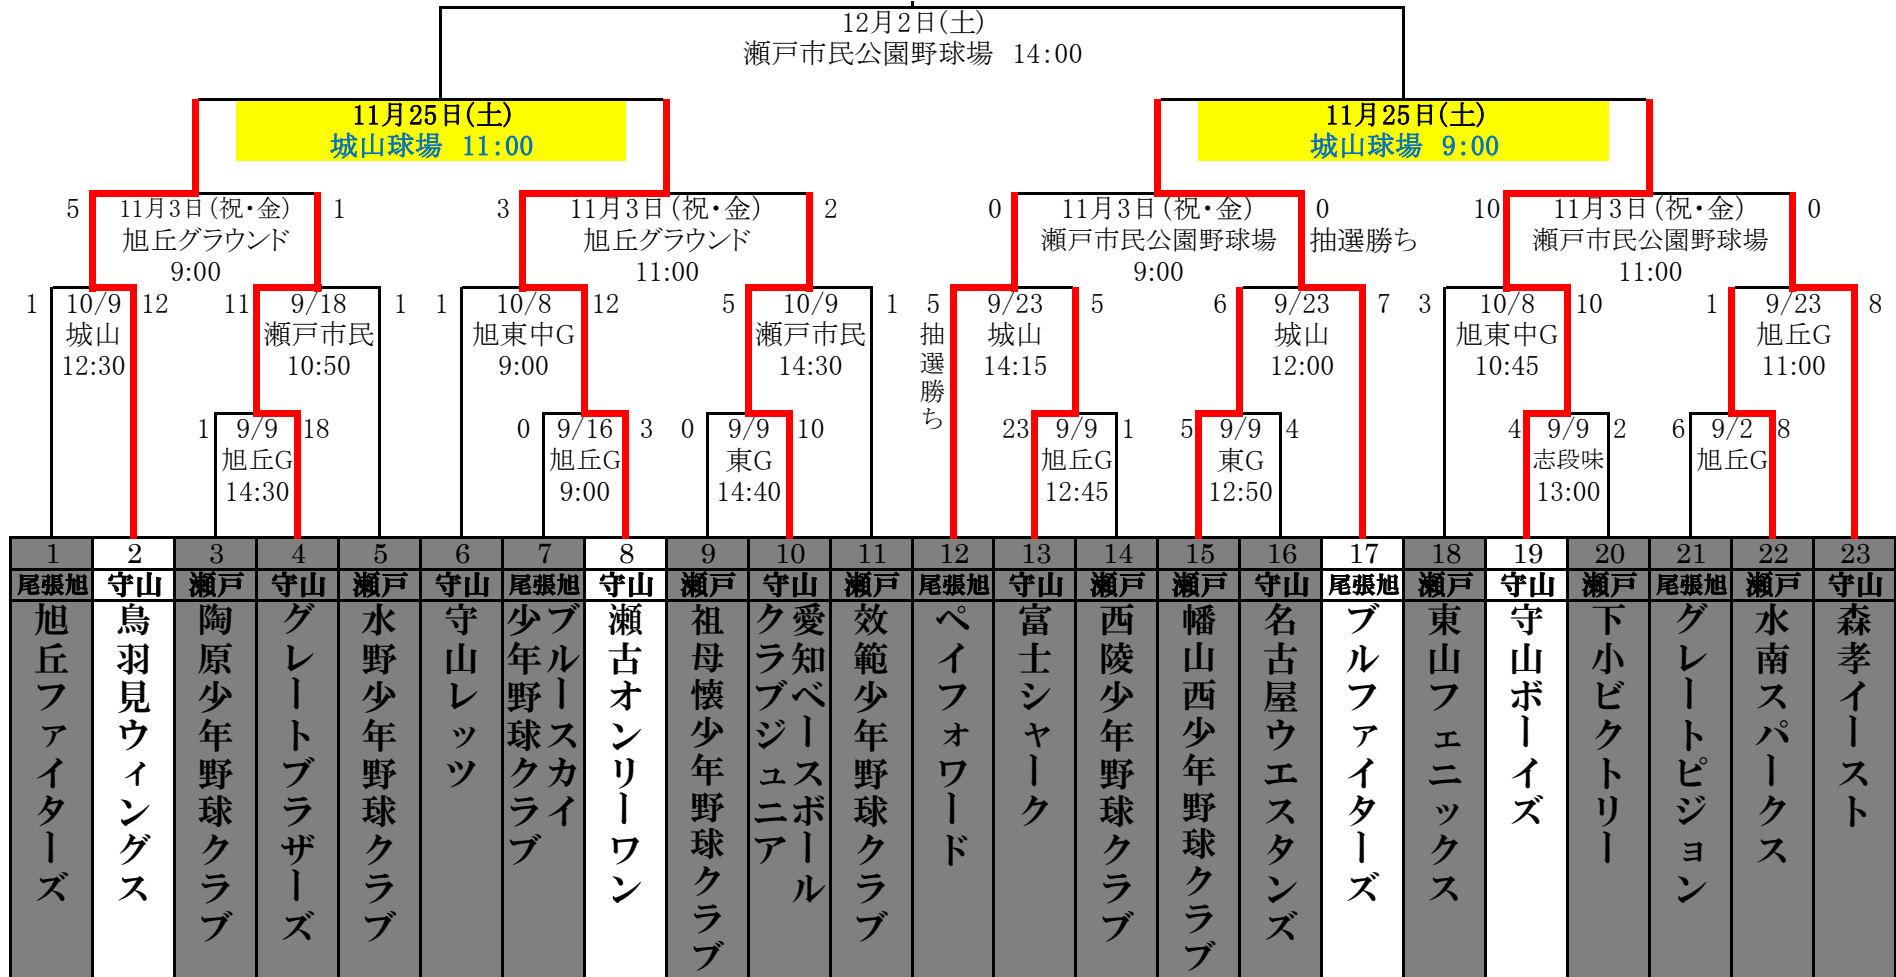 12月2日(土)
瀬戸市民公園野球場 14:00
11月25日(土)
城山球場 11:00
11月25日(土)
城山球場 9:00
5 11月3日(祝・金) 1
旭丘グラウンド
9:00
3 11月3日(祝・金) 2
旭丘グラウンド
11:00
0 11月3日(祝・金) 0
瀬戸市民公園野球場 抽選勝ち
9:00
10 11月3日(祝・金) 0
瀬戸市民公園野球場
11:00
1 10/9 12
城山
12:30
11 9/18 1
瀬戸市民
10:50
1 10/8 12
旭東中G
9:00
5 10/9 1
瀬戸市民
14:30
5 9/23 5
抽選勝ち
城山
14:15
6 9/23 7
城山
12:00
3 10/8 10
旭東中G
10:45
1 9/23 8
旭丘G
11:00
1 9/9 18
旭丘G
14:30
0 9/16 3
旭丘G
9:00
0 9/9 10
東G
14:40
23 9/9 1
旭丘G
12:45
5 9/9 4
東G
12:50
4 9/9 2
志段味
13:00
6 9/2 8
旭丘G
1 2 3 4 5 6 7 8 9 10 11 12 13 14 15 16 17 18 19 20 21 22 23
尾張旭 守山 瀬戸 守山 瀬戸 守山 尾張旭 守山 瀬戸 守山 瀬戸 尾張旭 守山 瀬戸 瀬戸 守山 尾張旭 瀬戸 守山 瀬戸 尾張旭 瀬戸 守山
旭丘ファイターズ
鳥羽見ウィングス
陶原少年野球クラブ
グレートブラザーズ
水野少年野球クラブ
守山レッツ
ブルースカイ
少年野球クラブ
瀬古オンリーワン
祖母懐少年野球クラブ
愛知ベースボール
クラブジュニア
效範少年野球クラブ
ペイフォワード
富士シャーク
西陵少年野球クラブ
幡山西少年野球クラブ
名古屋ウエスタンズ
ブルファイターズ
東山フェニックス
守山ボーイズ
下小ビクトリー
グレートピジョン
水南スパークス
森孝イースト